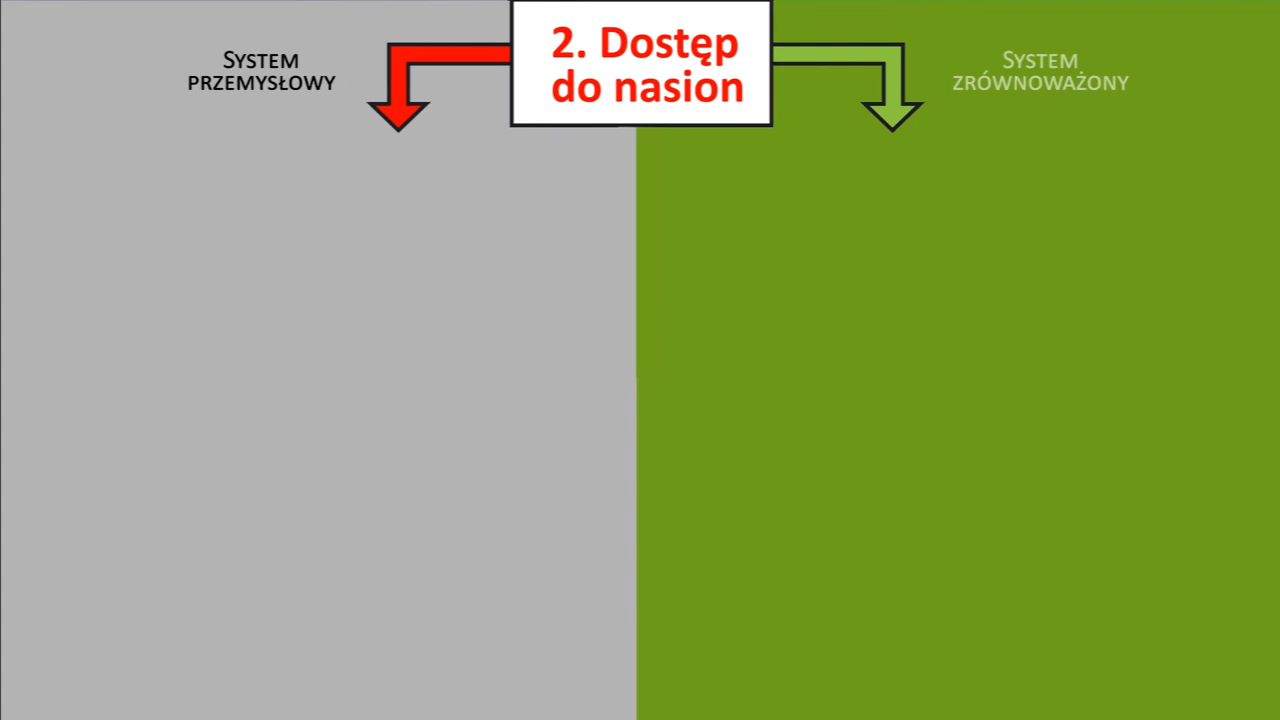 System
przemysłowy
2. Dostęp
do nasion
System
zrównoważony